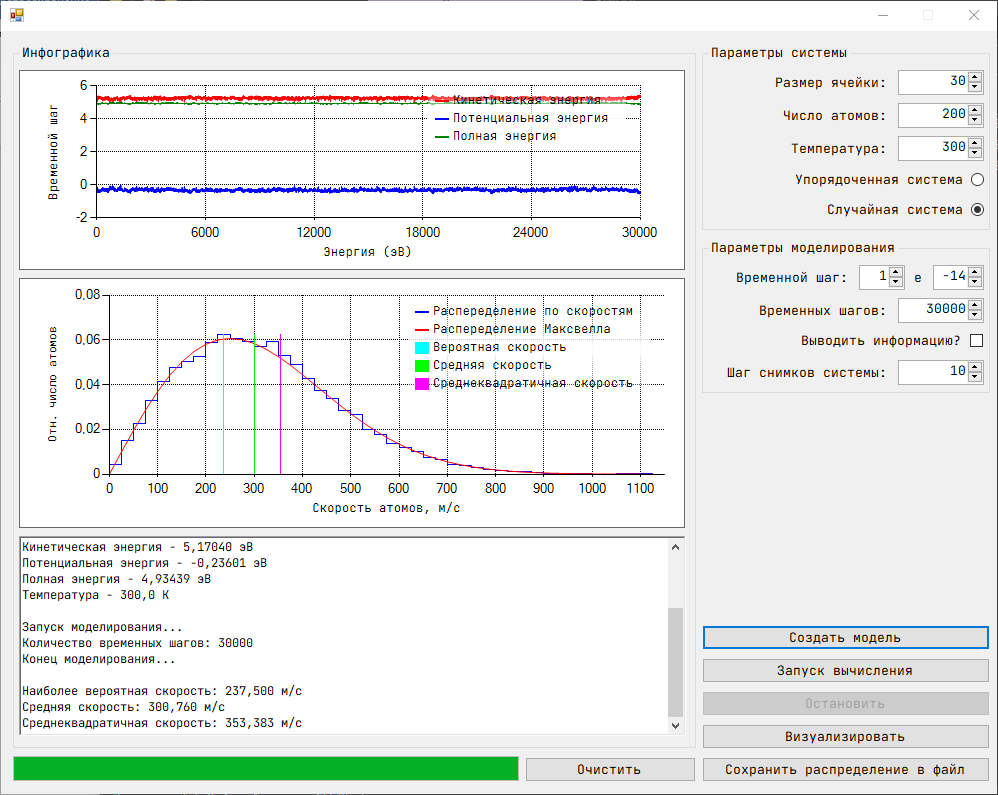 Инфографика
6
4
2
0
-2
Временной шаг
Кинетическая энергия
Потенциальная энергия
Полная энергия
0 6000 12000 18000 24000 30000
Энергия (эВ)
0,08
0,06
0,04
0,02
0
Отн. число атомов
Распеределение по скоростям
Распеределение Максвелла
Вероятная скорость
Средняя скорость
Среднеквадратичная скорость
0 100 200 300 400 500 600 700 800 900 1000 1100
Скорость атомов, м/с
Кинетическая энергия - 5,17040 эВ
Потенциальная энергия - -0,23601 эВ
Полная энергия - 4,93439 эВ
Температура - 300,0 К
Запуск моделирования...
Количество временных шагов: 30000
Конец моделирования...
Наиболее вероятная скорость: 237,500 м/с
Средняя скорость: 300,760 м/с
Среднеквадратичная скорость: 353,383 м/с
Очистить
Параметры системы
Размер ячейки: 30
Число атомов: 200
Температура: 300
Упорядоченная система
Случайная система
Параметры моделирования
Временной шаг: 1 е -14
Временных шагов: 30000
Выводить информацию?
Шаг снимков системы: 10
Создать модель
Запуск вычисления
Остановить
Визуализировать
Сохранить распределение в файл